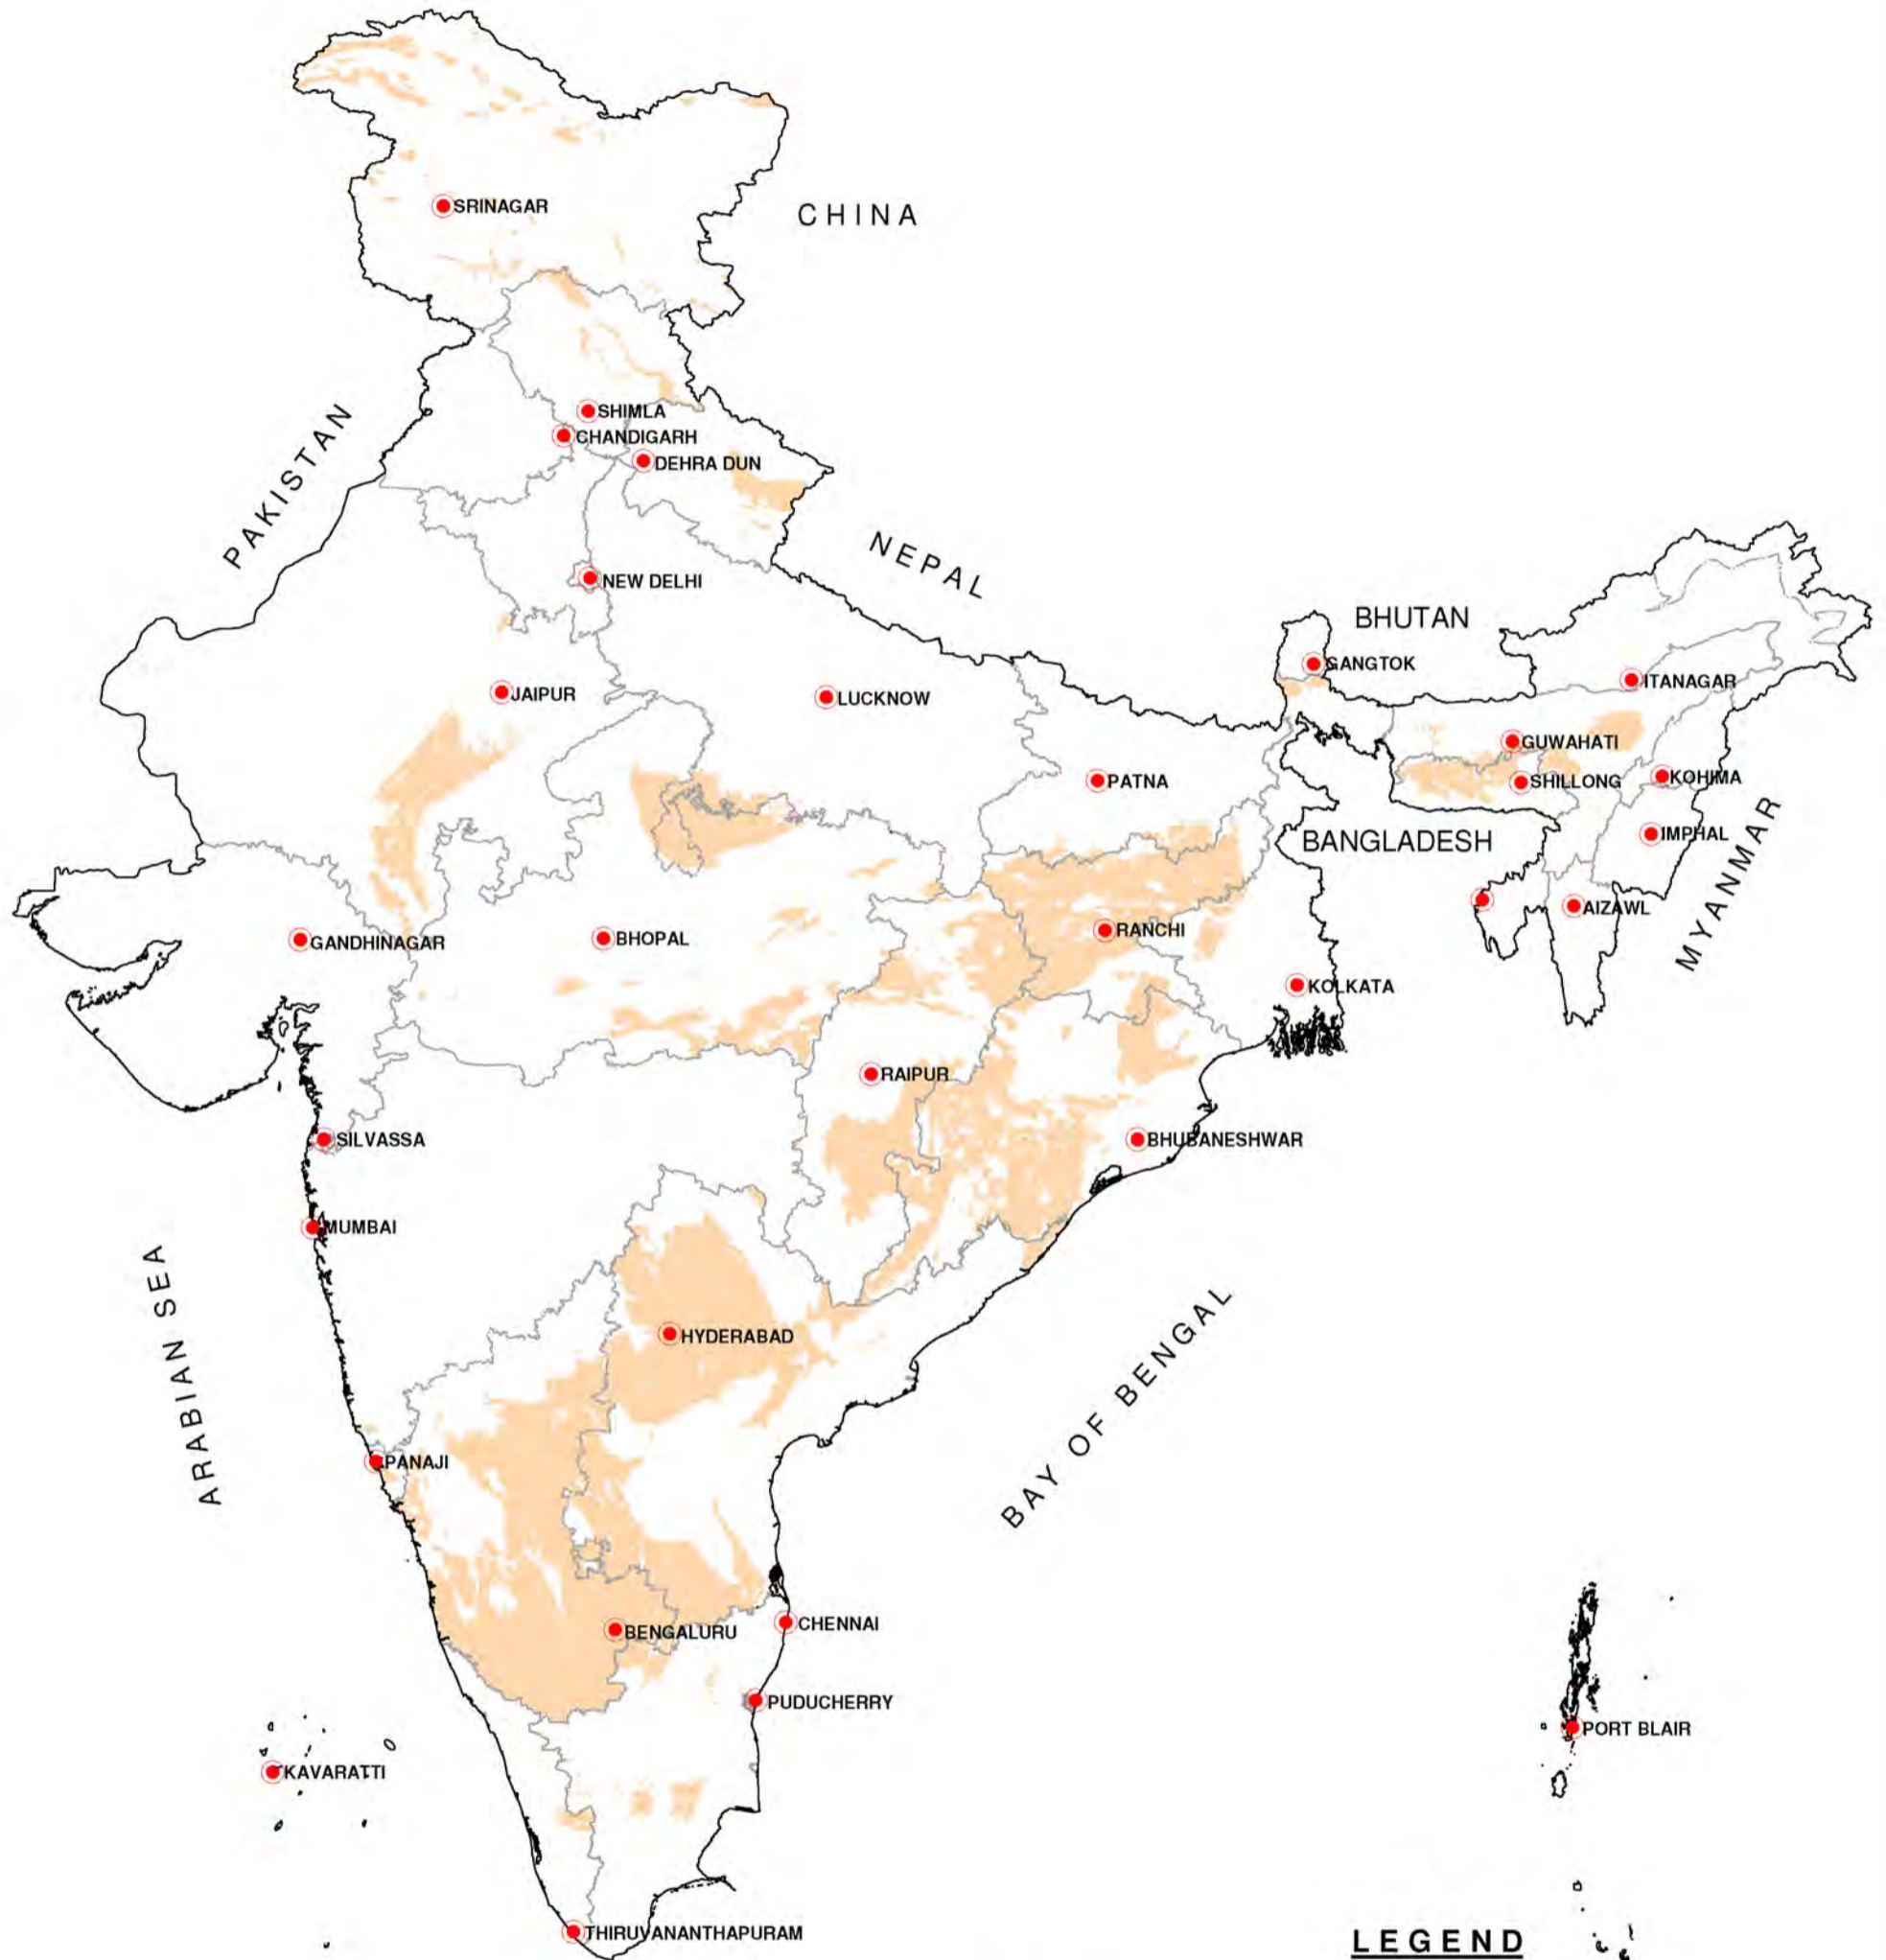 CHINA
SRINAGAR
SHIMLA
CHANDIGARH
DEHRA DUN
PAKISTAN
NEPAL
NEW DELHI
BHUTAN
GANGTOK
ITANAGAR
JAIPUR
LUCKNOW
GUWAHATI
SHILLONG
KOHIMA
PATNA
IMPHAL
BANGLADESH
MYANMAR
AIZAWL
GANDHINAGAR
BHOPAL
RANCHI
KOLKATA
RAIPUR
SILVASSA
BHUBANESHWAR
MUMBAI
ARABIAN SEA
HYDERABAD
BAY OF BENGAL
PANAJI
BENGALURU
CHENNAI
PUDUCHERRY
PORT BLAIR
KAVARATTI
THIRUVANANTHAPURAM
LEGEND